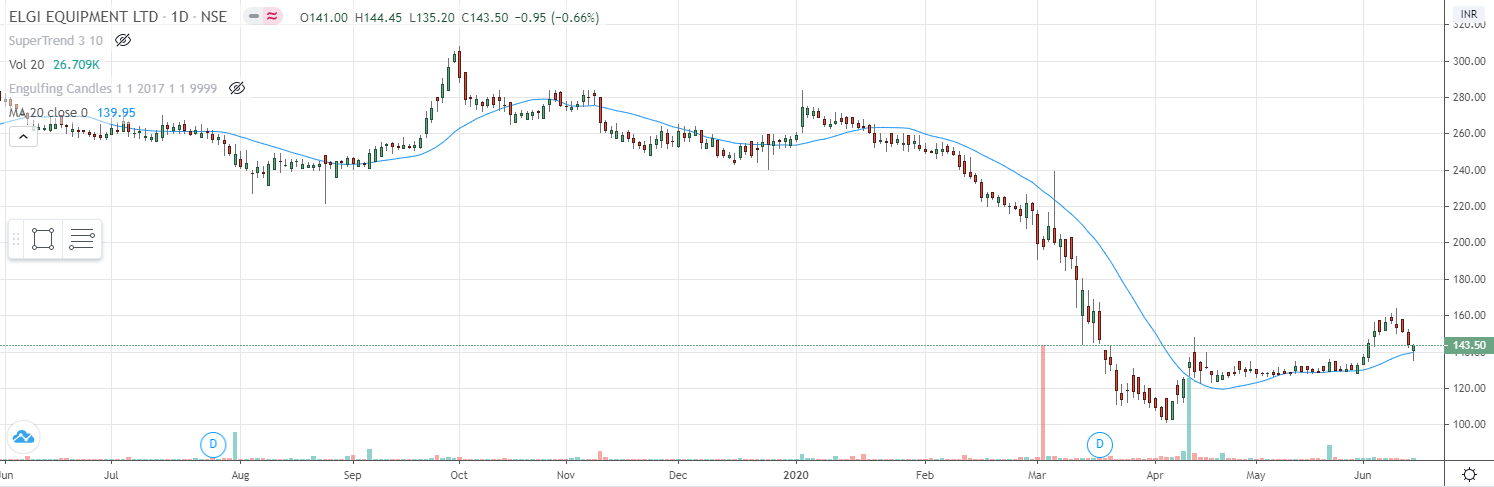 ELGI EQUIPMENT LTD · 1D · NSE O141.00 H144.45 L135.20 C143.50 −0.95 (−0.66%)
SuperTrend 3 10
Vol 20 26.709K
Engulfing Candles 1 1 2017 1 1 9999
MA 20 close 0 139.95
INR
320.00
300.00
280.00
260.00
240.00
220.00
200.00
180.00
160.00
143.50
140.00
120.00
100.00
D D
Jun Jul Aug Sep Oct Nov Dec 2020 Feb Mar Apr May Jun